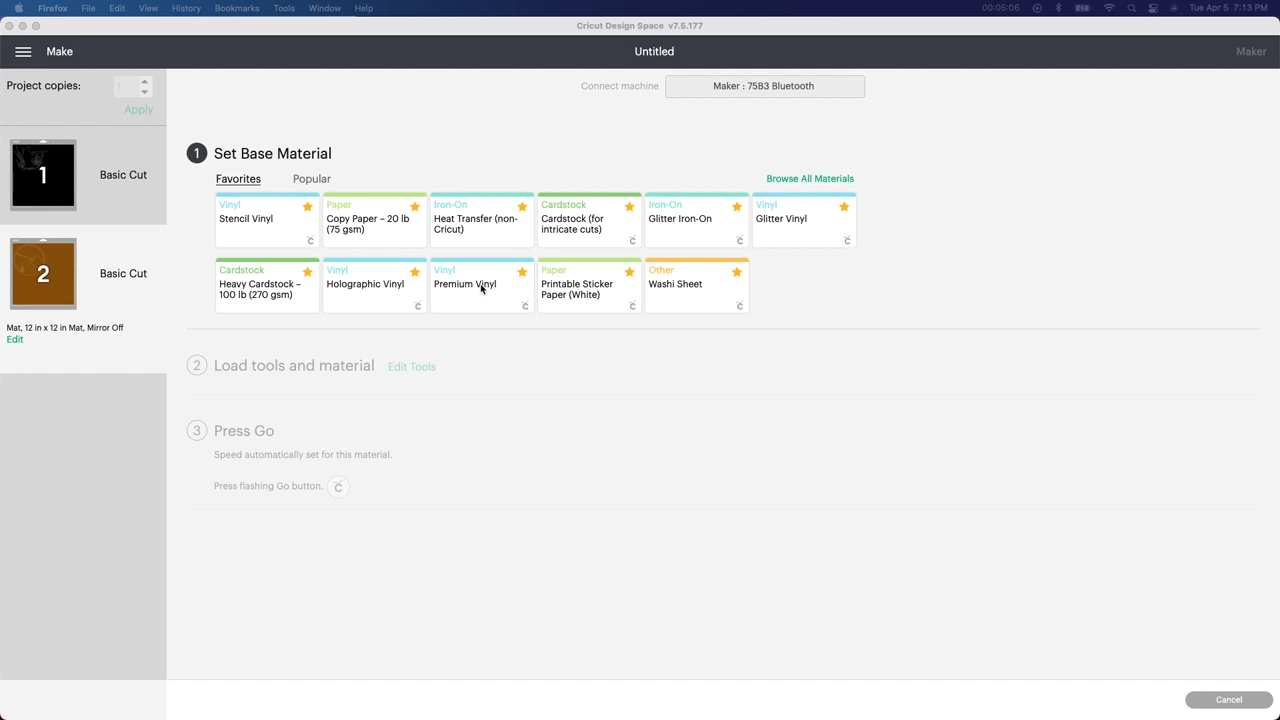 Firefox File Edit View History Bookmarks Tools Window Help 00:05:06 Tue Apr 5 7:13 PM
Cricut Design Space v7.5.177
Make Untitled Maker
Project copies: 1
Apply
Connect machine Maker : 75B3 Bluetooth
1 Basic Cut
2 Basic Cut
Mat, 12 in x 12 in Mat, Mirror Off
Edit
1 Set Base Material
Favorites Popular Browse All Materials
Vinyl
Stencil Vinyl
Paper
Copy Paper – 20 lb
(75 gsm)
Iron-On
Heat Transfer (non-
Cricut)
Cardstock
Cardstock (for
intricate cuts)
Iron-On
Glitter Iron-On
Vinyl
Glitter Vinyl
Cardstock
Heavy Cardstock –
100 lb (270 gsm)
Vinyl
Holographic Vinyl
Vinyl
Premium Vinyl
Paper
Printable Sticker
Paper (White)
Other
Washi Sheet
2 Load tools and material Edit Tools
3 Press Go
Speed automatically set for this material.
Press flashing Go button.
Cancel